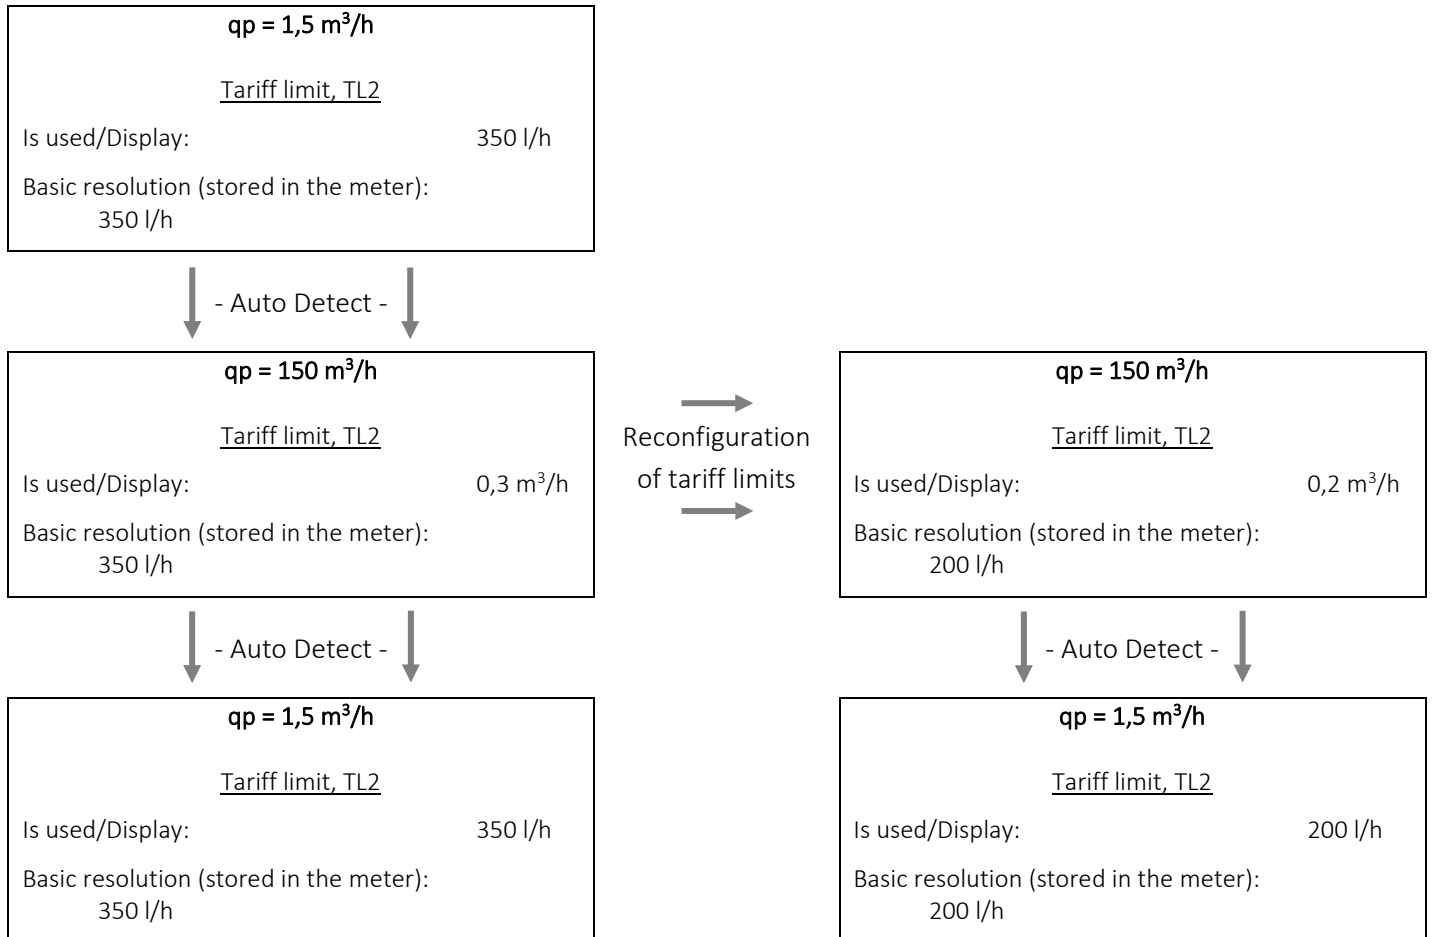 qp = 1,5 m³/h
Tariff limit, TL2
Is used/Display: 350 l/h
Basic resolution (stored in the meter):
350 l/h
- Auto Detect -
qp = 150 m³/h
Tariff limit, TL2
Is used/Display: 0,3 m³/h
Basic resolution (stored in the meter):
350 l/h
Reconfiguration
of tariff limits
qp = 150 m³/h
Tariff limit, TL2
Is used/Display: 0,2 m³/h
Basic resolution (stored in the meter):
200 l/h
- Auto Detect -
- Auto Detect -
qp = 1,5 m³/h
Tariff limit, TL2
Is used/Display: 350 l/h
Basic resolution (stored in the meter):
350 l/h
qp = 1,5 m³/h
Tariff limit, TL2
Is used/Display: 200 l/h
Basic resolution (stored in the meter):
200 l/h